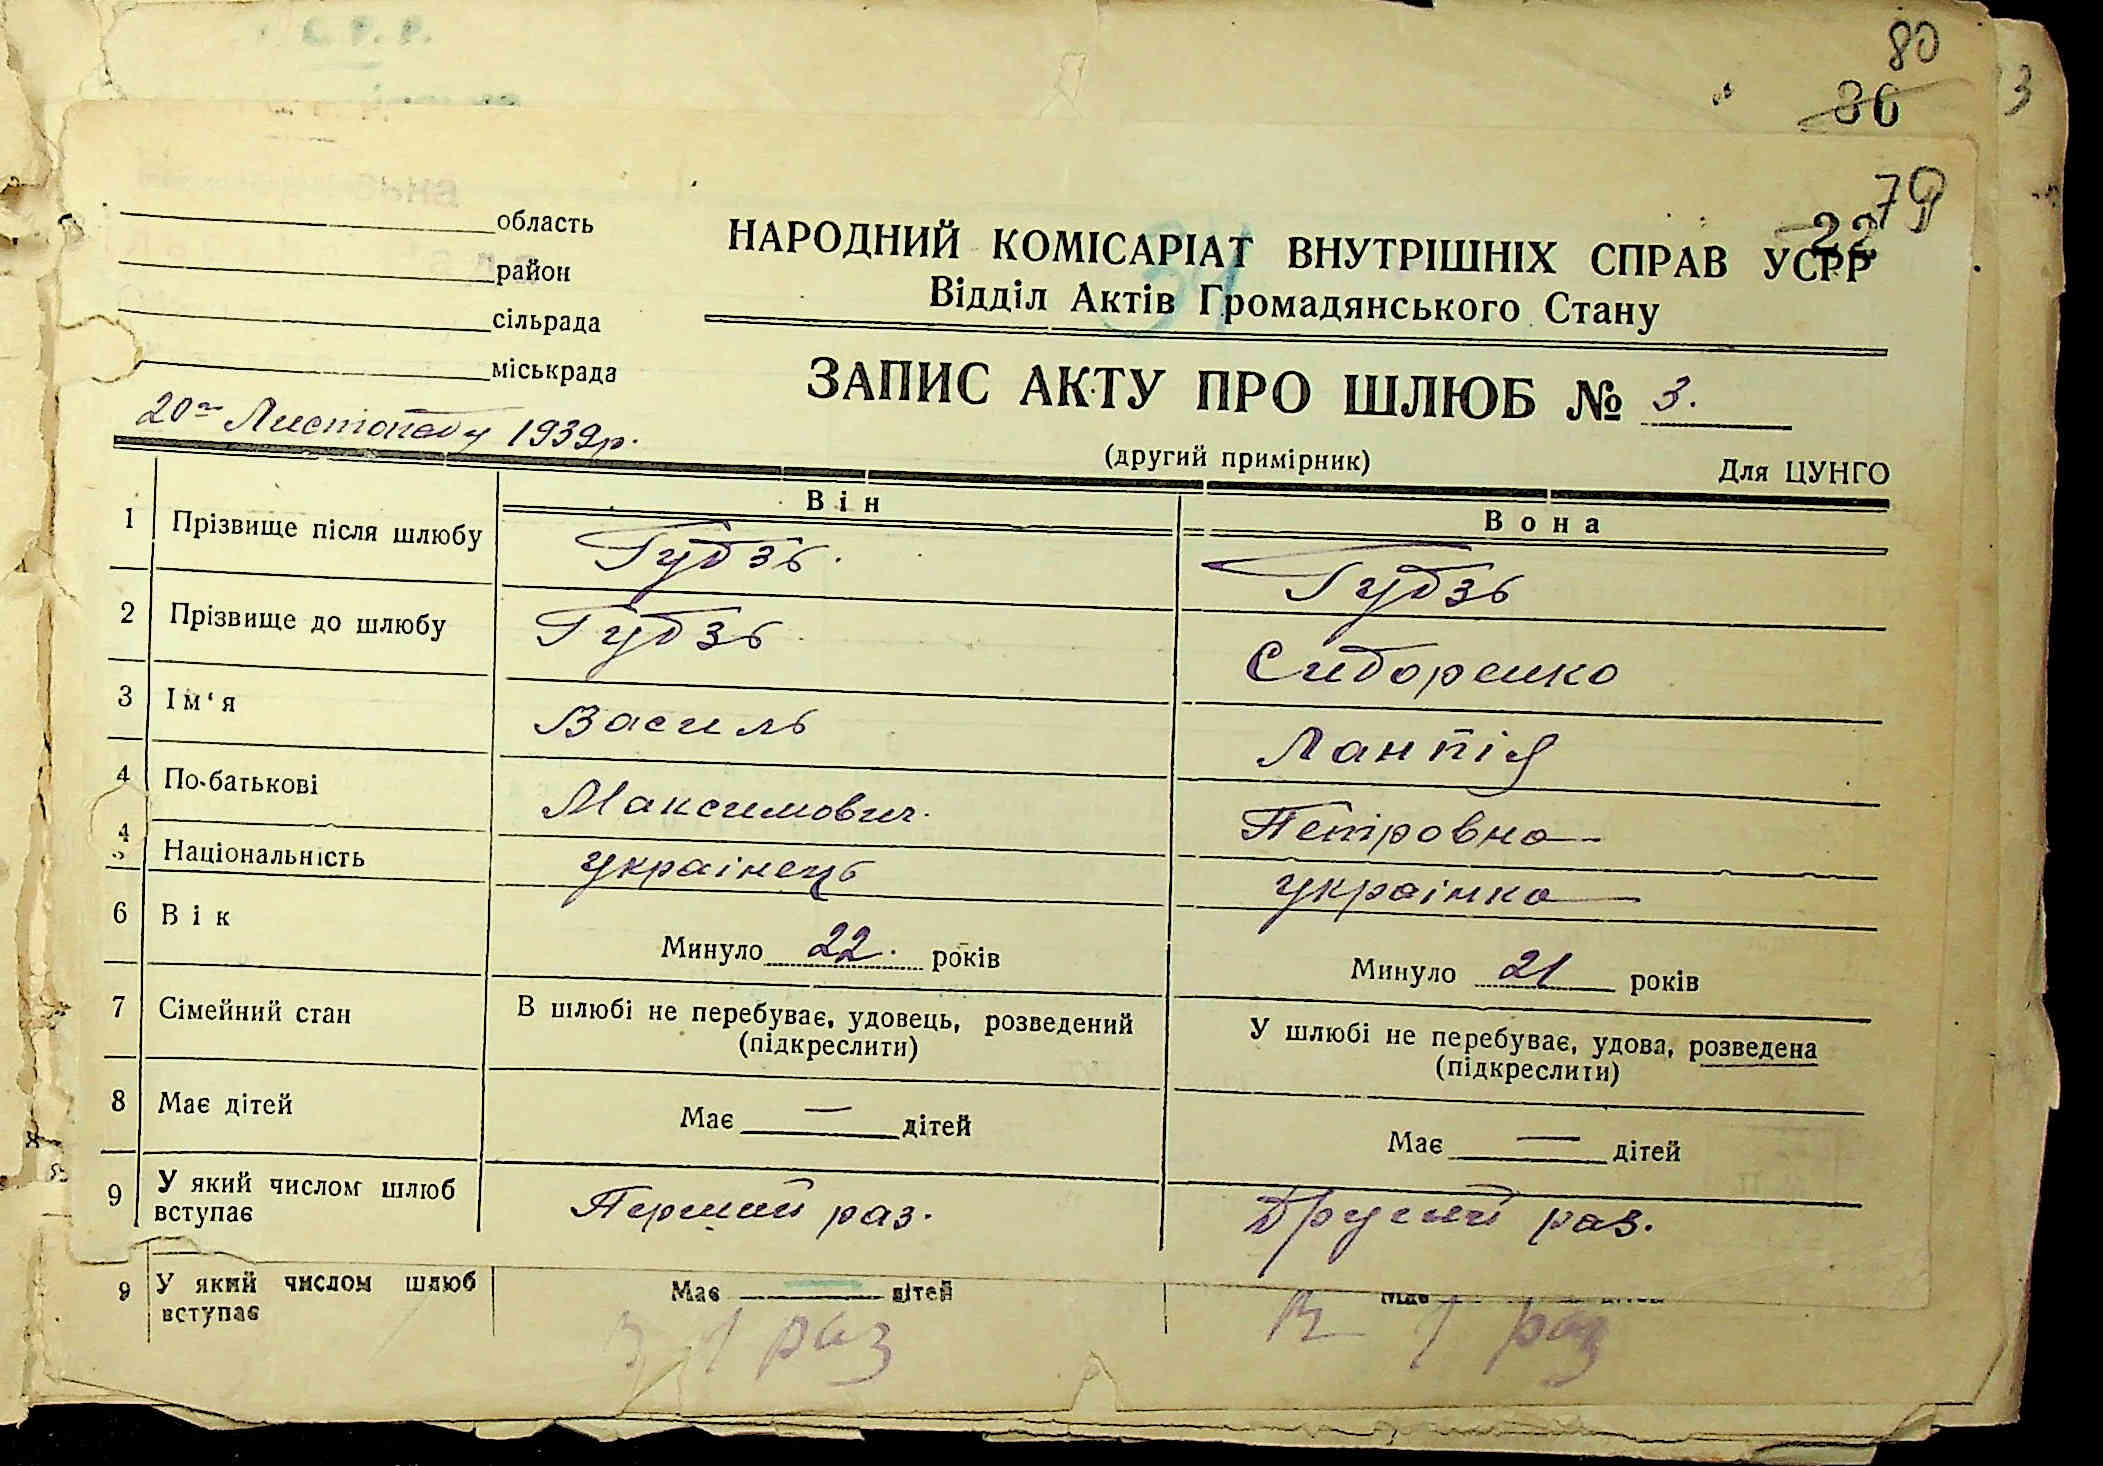 80
36
3
79
22
область
район
сільрада
міськрада
НАРОДНИЙ КОМІСАРІАТ ВНУТРІШНІХ СПРАВ УСРР
Відділ Актів Громадянського Стану
ЗАПИС АКТУ ПРО ШЛЮБ № 3.
20го Листопаду 1939р.
(другий примірник)
Для ЦУНГО
Він Вона
1 Прізвище після шлюбу Гудзь. Гудзь
2 Прізвище до шлюбу Гудзь Сидоренко
3 Ім‘я Василь Лантія
4 По-батькові Максимович. Петровна
Національність українець українка
6 Вік Минуло 22. років Минуло 21 років
7 Сімейний стан В шлюбі не перебуває, удовець, розведений У шлюбі не перебуває, удова, розведена
(підкреслити) (підкреслити)
8 Має дітей Має — дітей Має — дітей
9 У який числом шлюб Перший раз. Другий раз.
вступає
9 У який числом шлюб Має дітей
вступає
1 раз 1 раз